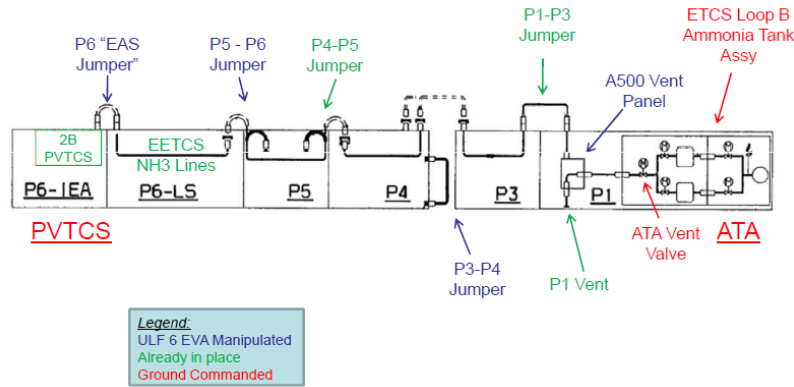 P6 “EAS
Jumper”
P5 - P6
Jumper
P4-P5
Jumper
P1-P3
Jumper
ETCS Loop B
Ammonia Tank
Assy
A500 Vent
Panel
2B
PVTCS
EETCS
NH3 Lines
P6-IEA
P6-LS
P5
P4
P3
P1
M
M
M
M
M
PVTCS
P3-P4
Jumper
P1 Vent
ATA Vent
Valve
ATA
Legend:
ULF 6 EVA Manipulated
Already in place
Ground Commanded